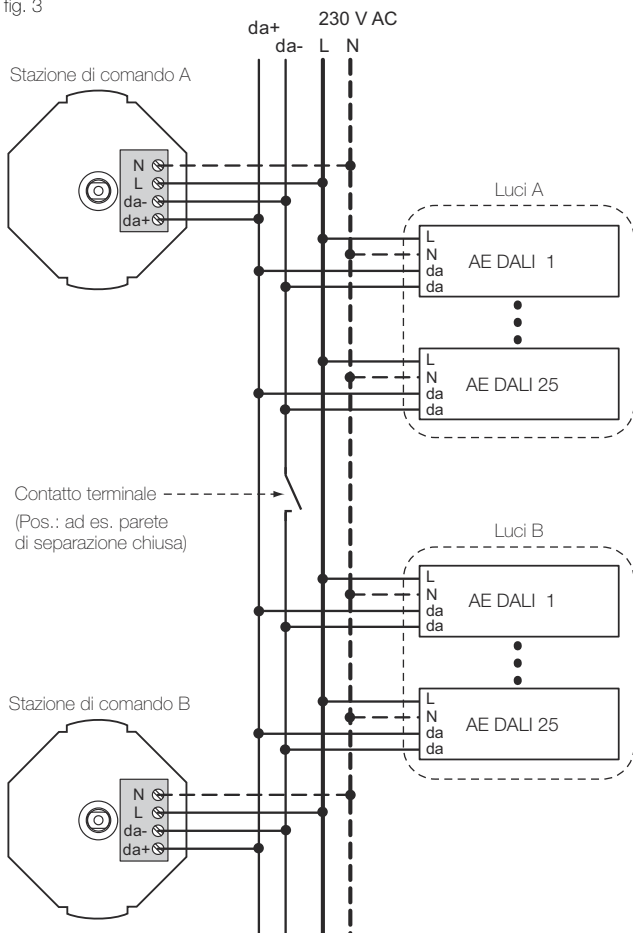 fig. 3
230 V AC
da+
da-
L
N
Stazione di comando A
N
L
da-
da+
Luci A
L
N
da
da
AE DALI 1
L
N
da
da
AE DALI 25
Contatto terminale
(Pos.: ad es. parete
di separazione chiusa)
Luci B
L
N
da
da
AE DALI 1
L
N
da
da
AE DALI 25
Stazione di comando B
N
L
da-
da+